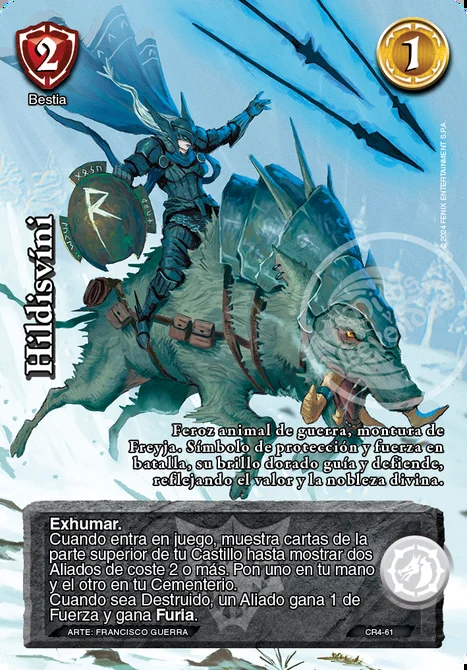 2
1
Bestia
© 2024 FENIX ENTERTAINMENT S.P.A.
Hildisvíni
Feroz animal de guerra, montura de
Freyja. Símbolo de protección y fuerza en
batalla, su brillo dorado guía y defiende,
reflejando el valor y la nobleza divina.
Exhumar.
Cuando entra en juego, muestra cartas de la
parte superior de tu Castillo hasta mostrar dos
Aliados de coste 2 o más. Pon uno en tu mano
y el otro en tu Cementerio.
Cuando sea Destruido, un Aliado gana 1 de
Fuerza y gana Furia.
ARTE: FRANCISCO GUERRA
CR4-61